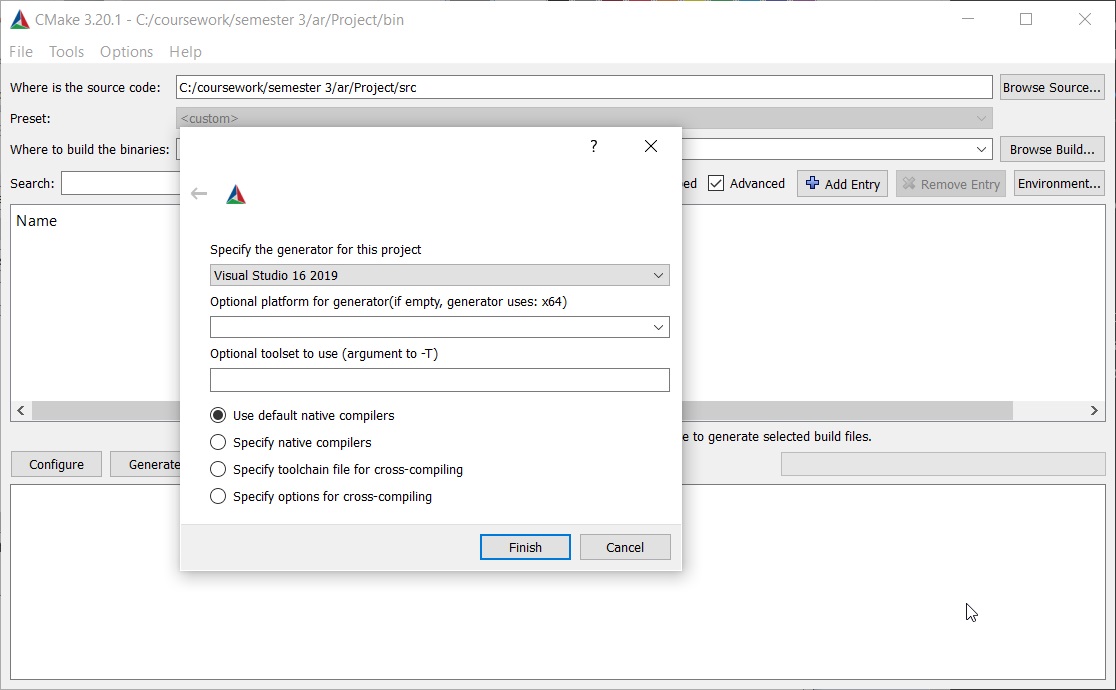 CMake 3.20.1 - C:/coursework/semester 3/ar/Project/bin
File Tools Options Help
Where is the source code: C:/coursework/semester 3/ar/Project/src Browse Source...
Preset: <custom>
Where to build the binaries: Browse Build...
?
Search: Advanced Add Entry Remove Entry Environment...
Name
Specify the generator for this project
Visual Studio 16 2019
Optional platform for generator(if empty, generator uses: x64)
Optional toolset to use (argument to -T)
Use default native compilers
Specify native compilers
Specify toolchain file for cross-compiling
Specify options for cross-compiling
to generate selected build files.
Configure Generate
Finish Cancel